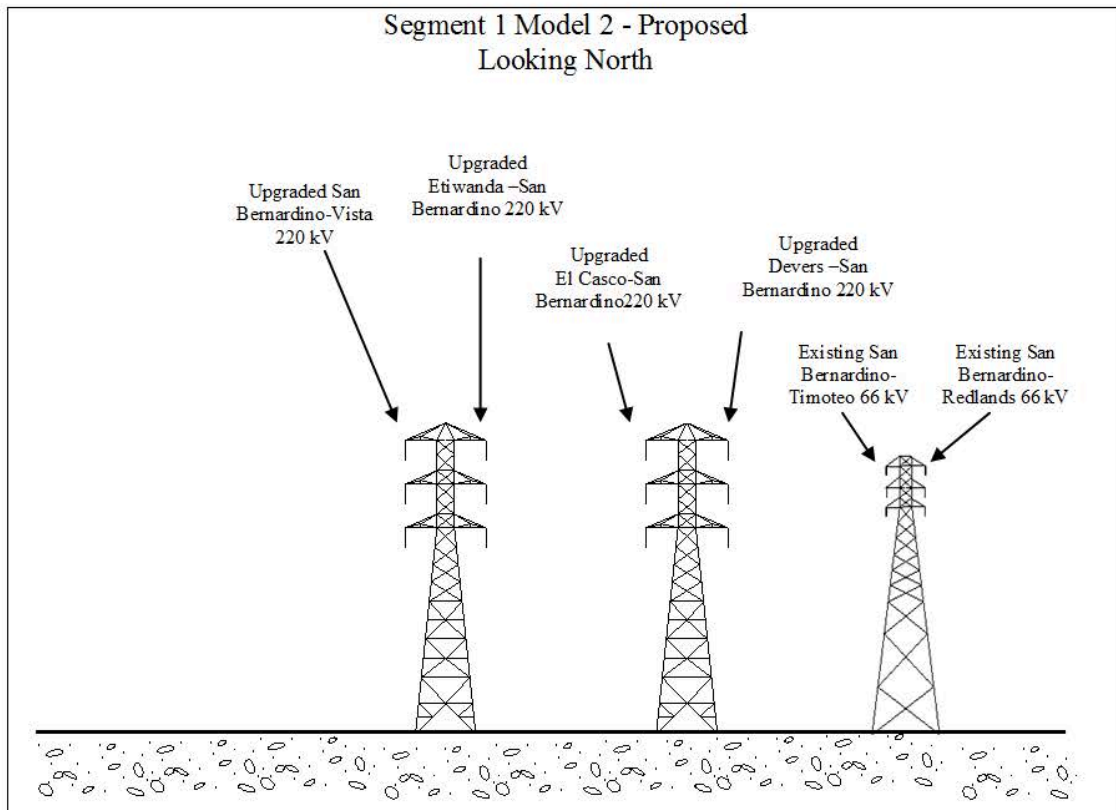 Segment 1 Model 2 - Proposed
Looking North
Upgraded San
Bernardino-Vista
220 kV
Upgraded
Etiwanda –San
Bernardino 220 kV
Upgraded
El Casco-San
Bernardino220 kV
Upgraded
Devers –San
Bernardino 220 kV
Existing San
Bernardino-
Timoteo 66 kV
Existing San
Bernardino-
Redlands 66 kV